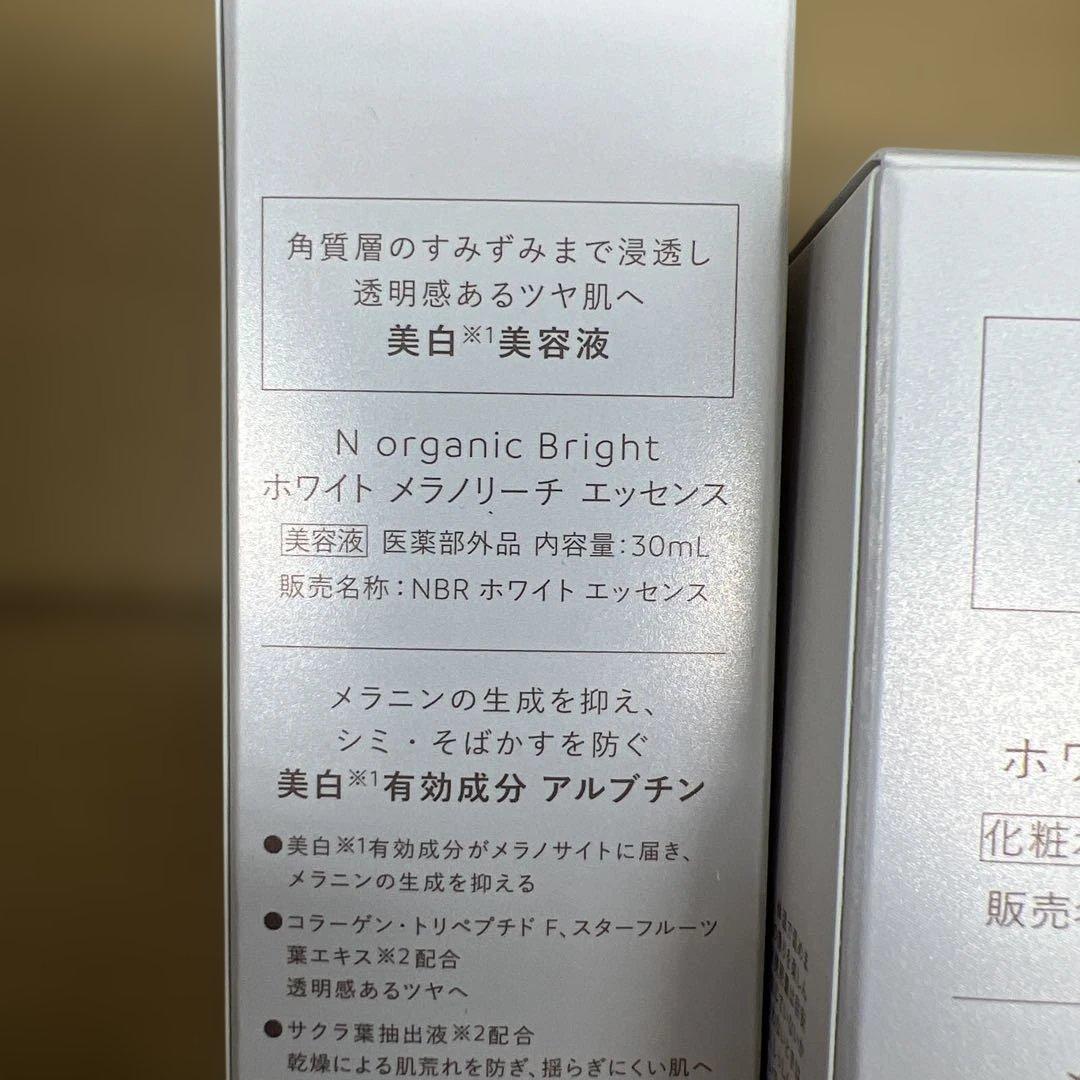 角質層のすみずみまで浸透し
透明感あるツヤ肌へ
美白※1美容液
N organic Bright
ホワイト メラノリーチ エッセンス
美容液 医薬部外品 内容量:30mL
販売名称:NBR ホワイト エッセンス
メラニンの生成を抑え、
シミ・そばかすを防ぐ
美白※1有効成分 アルブチン
●美白※1有効成分がメラノサイトに届き、
メラニンの生成を抑える
●コラーゲン・トリペプチド F、スターフルーツ
葉エキス※2配合
透明感あるツヤへ
●サクラ葉抽出液※2配合
乾燥による肌荒れを防ぎ、揺らぎにくい肌へ
ホワ
化粧水
販売名